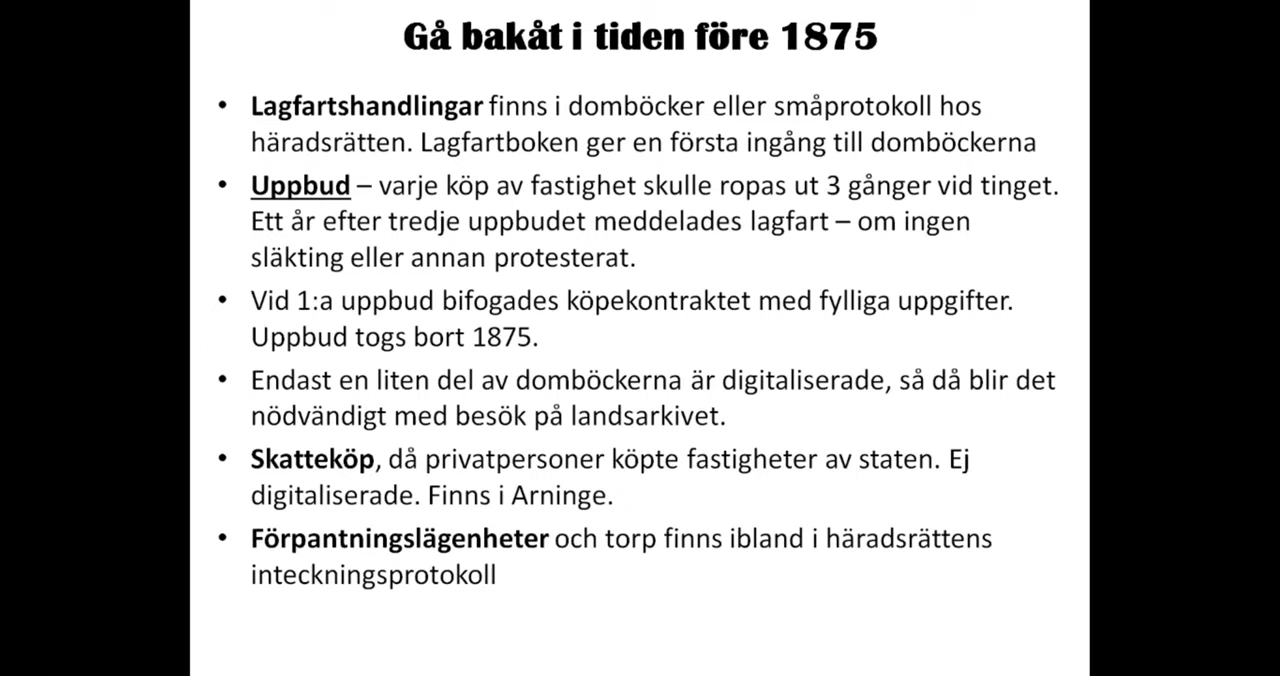 Gå bakåt i tiden före 1875
• Lagfartshandlingar finns i domböcker eller småprotokoll hos
häradsrätten. Lagfartboken ger en första ingång till domböckerna
• Uppbud – varje köp av fastighet skulle ropas ut 3 gånger vid tinget.
Ett år efter tredje uppbudet meddelades lagfart – om ingen
släkting eller annan protesterat.
• Vid 1:a uppbud bifogades köpekontraktet med fylliga uppgifter.
Uppbud togs bort 1875.
• Endast en liten del av domböckerna är digitaliserade, så då blir det
nödvändigt med besök på landsarkivet.
• Skatteköp, då privatpersoner köpte fastigheter av staten. Ej
digitaliserade. Finns i Arninge.
• Förpantningslägenheter och torp finns ibland i häradsrättens
inteckningsprotokoll